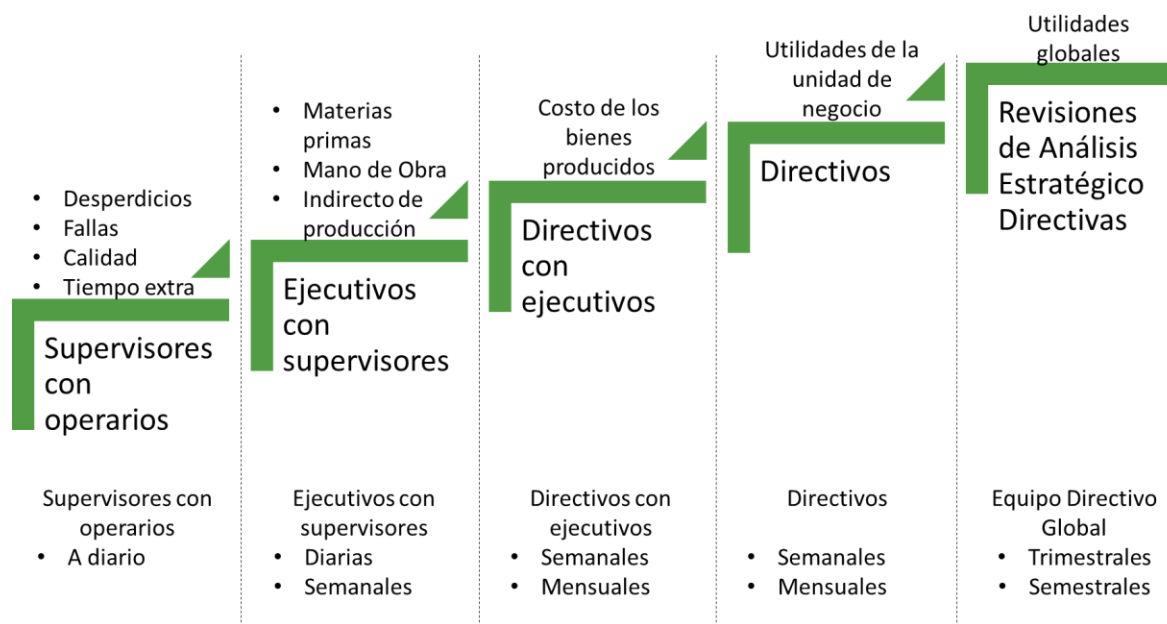 • Desperdicios
• Fallas
• Calidad
• Tiempo extra
Supervisores
con
operarios
• Materias
primas
• Mano de Obra
• Indirecto de
producción
Ejecutivos
con
supervisores
Costo de los
bienes
producidos
Directivos
con
ejecutivos
Utilidades de la
unidad de
negocio
Directivos
Utilidades
globales
Revisiones
de Análisis
Estratégico
Directivas
Supervisores con
operarios
• A diario
Ejecutivos con
supervisores
• Diarias
• Semanales
Directivos con
ejecutivos
• Semanales
• Mensuales
Directivos
• Semanales
• Mensuales
Equipo Directivo
Global
• Trimestrales
• Semestrales